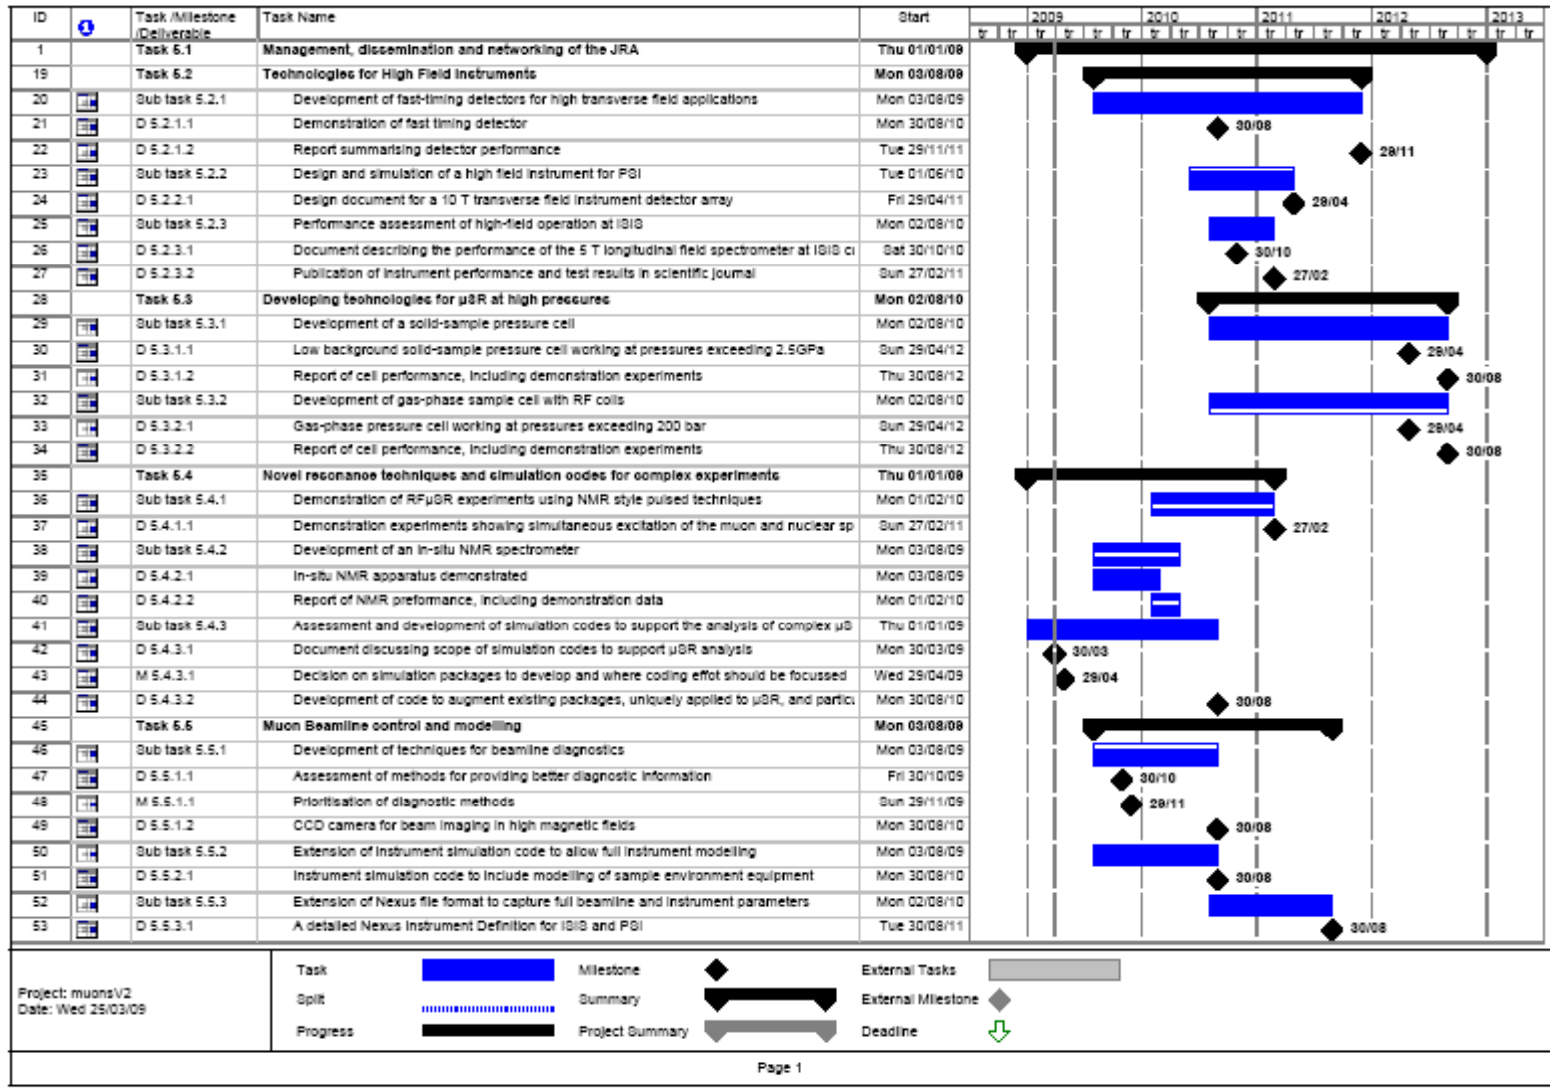 ID Task /Milestone /Deliverable Task Name Start 2009 2010 2011 2012 2013
tr tr tr tr tr tr tr tr tr tr tr tr tr tr tr tr tr tr tr tr
1 Task 5.1 Management, dissemination and networking of the JRA Thu 01/01/09
19 Task 5.2 Technologies for High Field Instruments Mon 03/08/09
20 Sub task 5.2.1 Development of fast-timing detectors for high transverse field applications Mon 03/08/09
21 D 5.2.1.1 Demonstration of fast timing detector Mon 30/08/10 30/08
22 D 5.2.1.2 Report summarising detector performance Tue 29/11/11 29/11
23 Sub task 5.2.2 Design and simulation of a high field instrument for PSI Tue 01/06/10
24 D 5.2.2.1 Design document for a 10 T transverse field instrument detector array Fri 29/04/11 29/04
25 Sub task 5.2.3 Performance assessment of high-field operation at ISIS Mon 02/08/10
26 D 5.2.3.1 Document describing the performance of the 5 T longitudinal field spectrometer at ISIS cu Sat 30/10/10 30/10
27 D 5.2.3.2 Publication of instrument performance and test results in scientific journal Sun 27/02/11 27/02
28 Task 5.3 Developing technologies for µSR at high pressures Mon 02/08/10
29 Sub task 5.3.1 Development of a solid-sample pressure cell Mon 02/08/10
30 D 5.3.1.1 Low background solid-sample pressure cell working at pressures exceeding 2.5GPa Sun 29/04/12 29/04
31 D 5.3.1.2 Report of cell performance, including demonstration experiments Thu 30/08/12 30/08
32 Sub task 5.3.2 Development of gas-phase sample cell with RF coils Mon 02/08/10
33 D 5.3.2.1 Gas-phase pressure cell working at pressures exceeding 200 bar Sun 29/04/12 29/04
34 D 5.3.2.2 Report of cell performance, including demonstration experiments Thu 30/08/12 30/08
35 Task 5.4 Novel resonance techniques and simulation codes for complex experiments Thu 01/01/09
36 Sub task 5.4.1 Demonstration of RFµSR experiments using NMR style pulsed techniques Mon 01/02/10
37 D 5.4.1.1 Demonstration experiments showing simultaneous excitation of the muon and nuclear sp Sun 27/02/11 27/02
38 Sub task 5.4.2 Development of an in-situ NMR spectrometer Mon 03/08/09
39 D 5.4.2.1 In-situ NMR apparatus demonstrated Mon 03/08/09
40 D 5.4.2.2 Report of NMR preformance, including demonstration data Mon 01/02/10
41 Sub task 5.4.3 Assessment and development of simulation codes to support the analysis of complex µS Thu 01/01/09
42 D 5.4.3.1 Document discussing scope of simulation codes to support µSR analysis Mon 30/03/09 30/03
43 M 5.4.3.1 Decision on simulation packages to develop and where coding effot should be focussed Wed 29/04/09 29/04
44 D 5.4.3.2 Development of code to augment existing packages, uniquely applied to µSR, and particu Mon 30/08/10 30/08
45 Task 5.5 Muon Beamline control and modelling Mon 03/08/09
46 Sub task 5.5.1 Development of techniques for beamline diagnostics Mon 03/08/09
47 D 5.5.1.1 Assessment of methods for providing better diagnostic information Fri 30/10/09 30/10
48 M 5.5.1.1 Prioritisation of diagnostic methods Sun 29/11/09 29/11
49 D 5.5.1.2 CCD camera for beam imaging in high magnetic fields Mon 30/08/10 30/08
50 Sub task 5.5.2 Extension of instrument simulation code to allow full instrument modelling Mon 03/08/09
51 D 5.5.2.1 Instrument simulation code to include modelling of sample environment equipment Mon 30/08/10 30/08
52 Sub task 5.5.3 Extension of Nexus file format to capture full beamline and instrument parameters Mon 02/08/10
53 D 5.5.3.1 A detailed Nexus Instrument Definition for ISIS and PSI Tue 30/08/11 30/08
Project: muonsV2
Date: Wed 25/03/09
Task Milestone External Tasks
Split Summary External Milestone
Progress Project Summary Deadline
Page 1